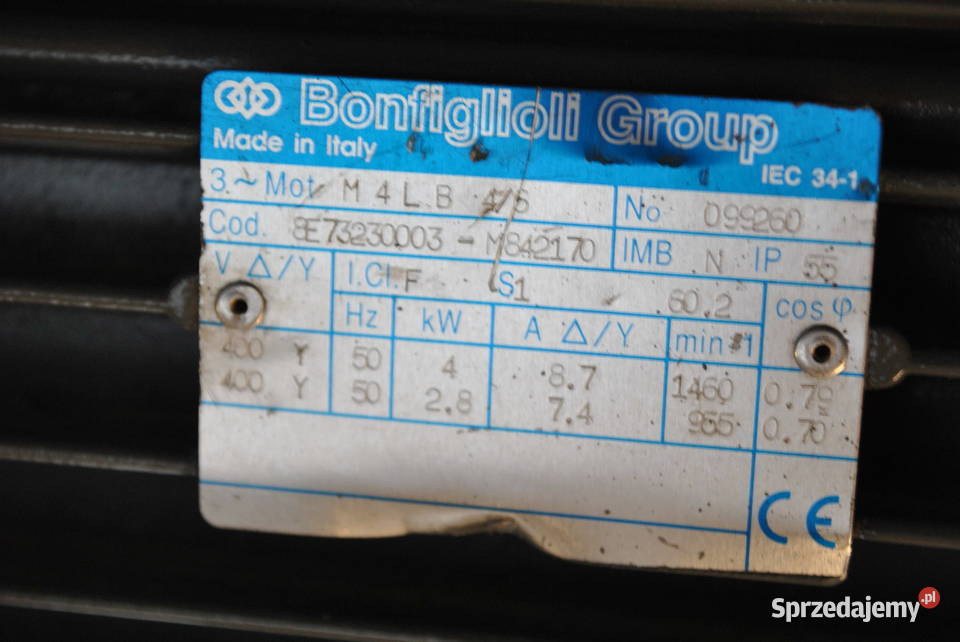 Bonfiglioli Group
Made in Italy
IEC 34-1
3 ~ Mot M 4 L B 4/6
No 099260
Cod. 8E73230003 - M842170
IMB N IP 55
V Δ/Y I.Cl. F S1 60.2 cos φ
Hz kW A Δ/Y min-1
400 Y 50 4 8.7 1460 0.79
400 Y 50 2.8 7.4 955 0.70
CE
Sprzedajemy.pl